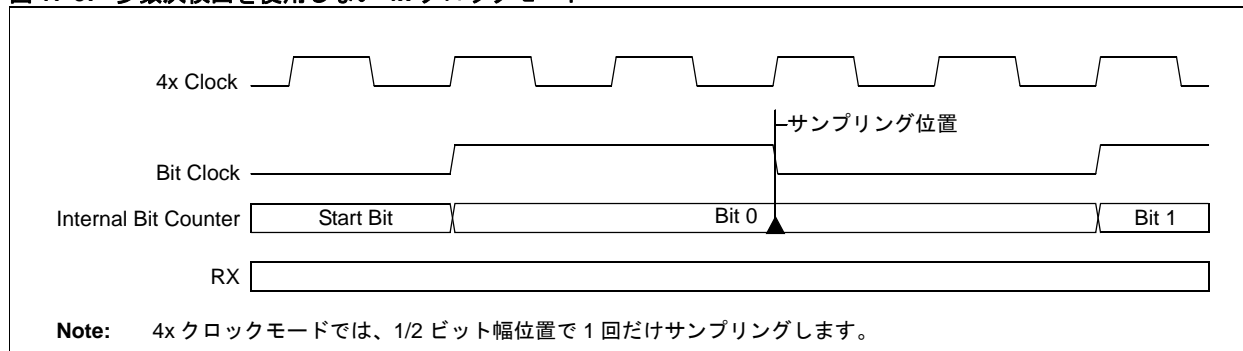 4x Clock
サンプリング位置
Bit Clock
Internal Bit Counter Start Bit Bit 0 Bit 1
RX
Note: 4x クロックモードでは、1/2 ビット幅位置で 1 回だけサンプリングします。